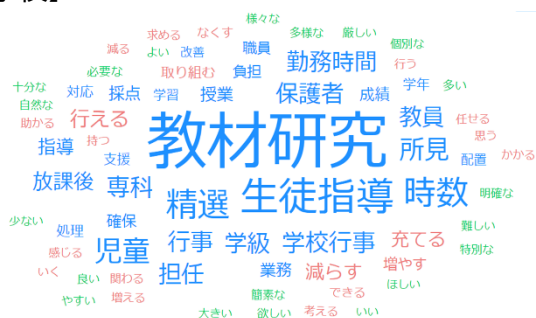 様々な
求める なくす 多様な 厳しい
減る よい 改善 職員 勤務時間 個別な
必要な 取り組む 負担 行う
十分な 対応 採点 学習 授業 保護者 成績 学年 多い
自然な
助かる 行える 教材研究 教員 任せる
指導 持つ 思う
支援 所見 配置 かかる
放課後 専科 精選 生徒指導 時数 明確な
少ない 処理 確保 難しい
感じる 児童 行事 学級 学校行事 充てる 特別な
いく 良い 関わる 担任 業務 減らす 増やす ほしい
やすい 増える 簡素な できる
大きい 欲しい 考える いい